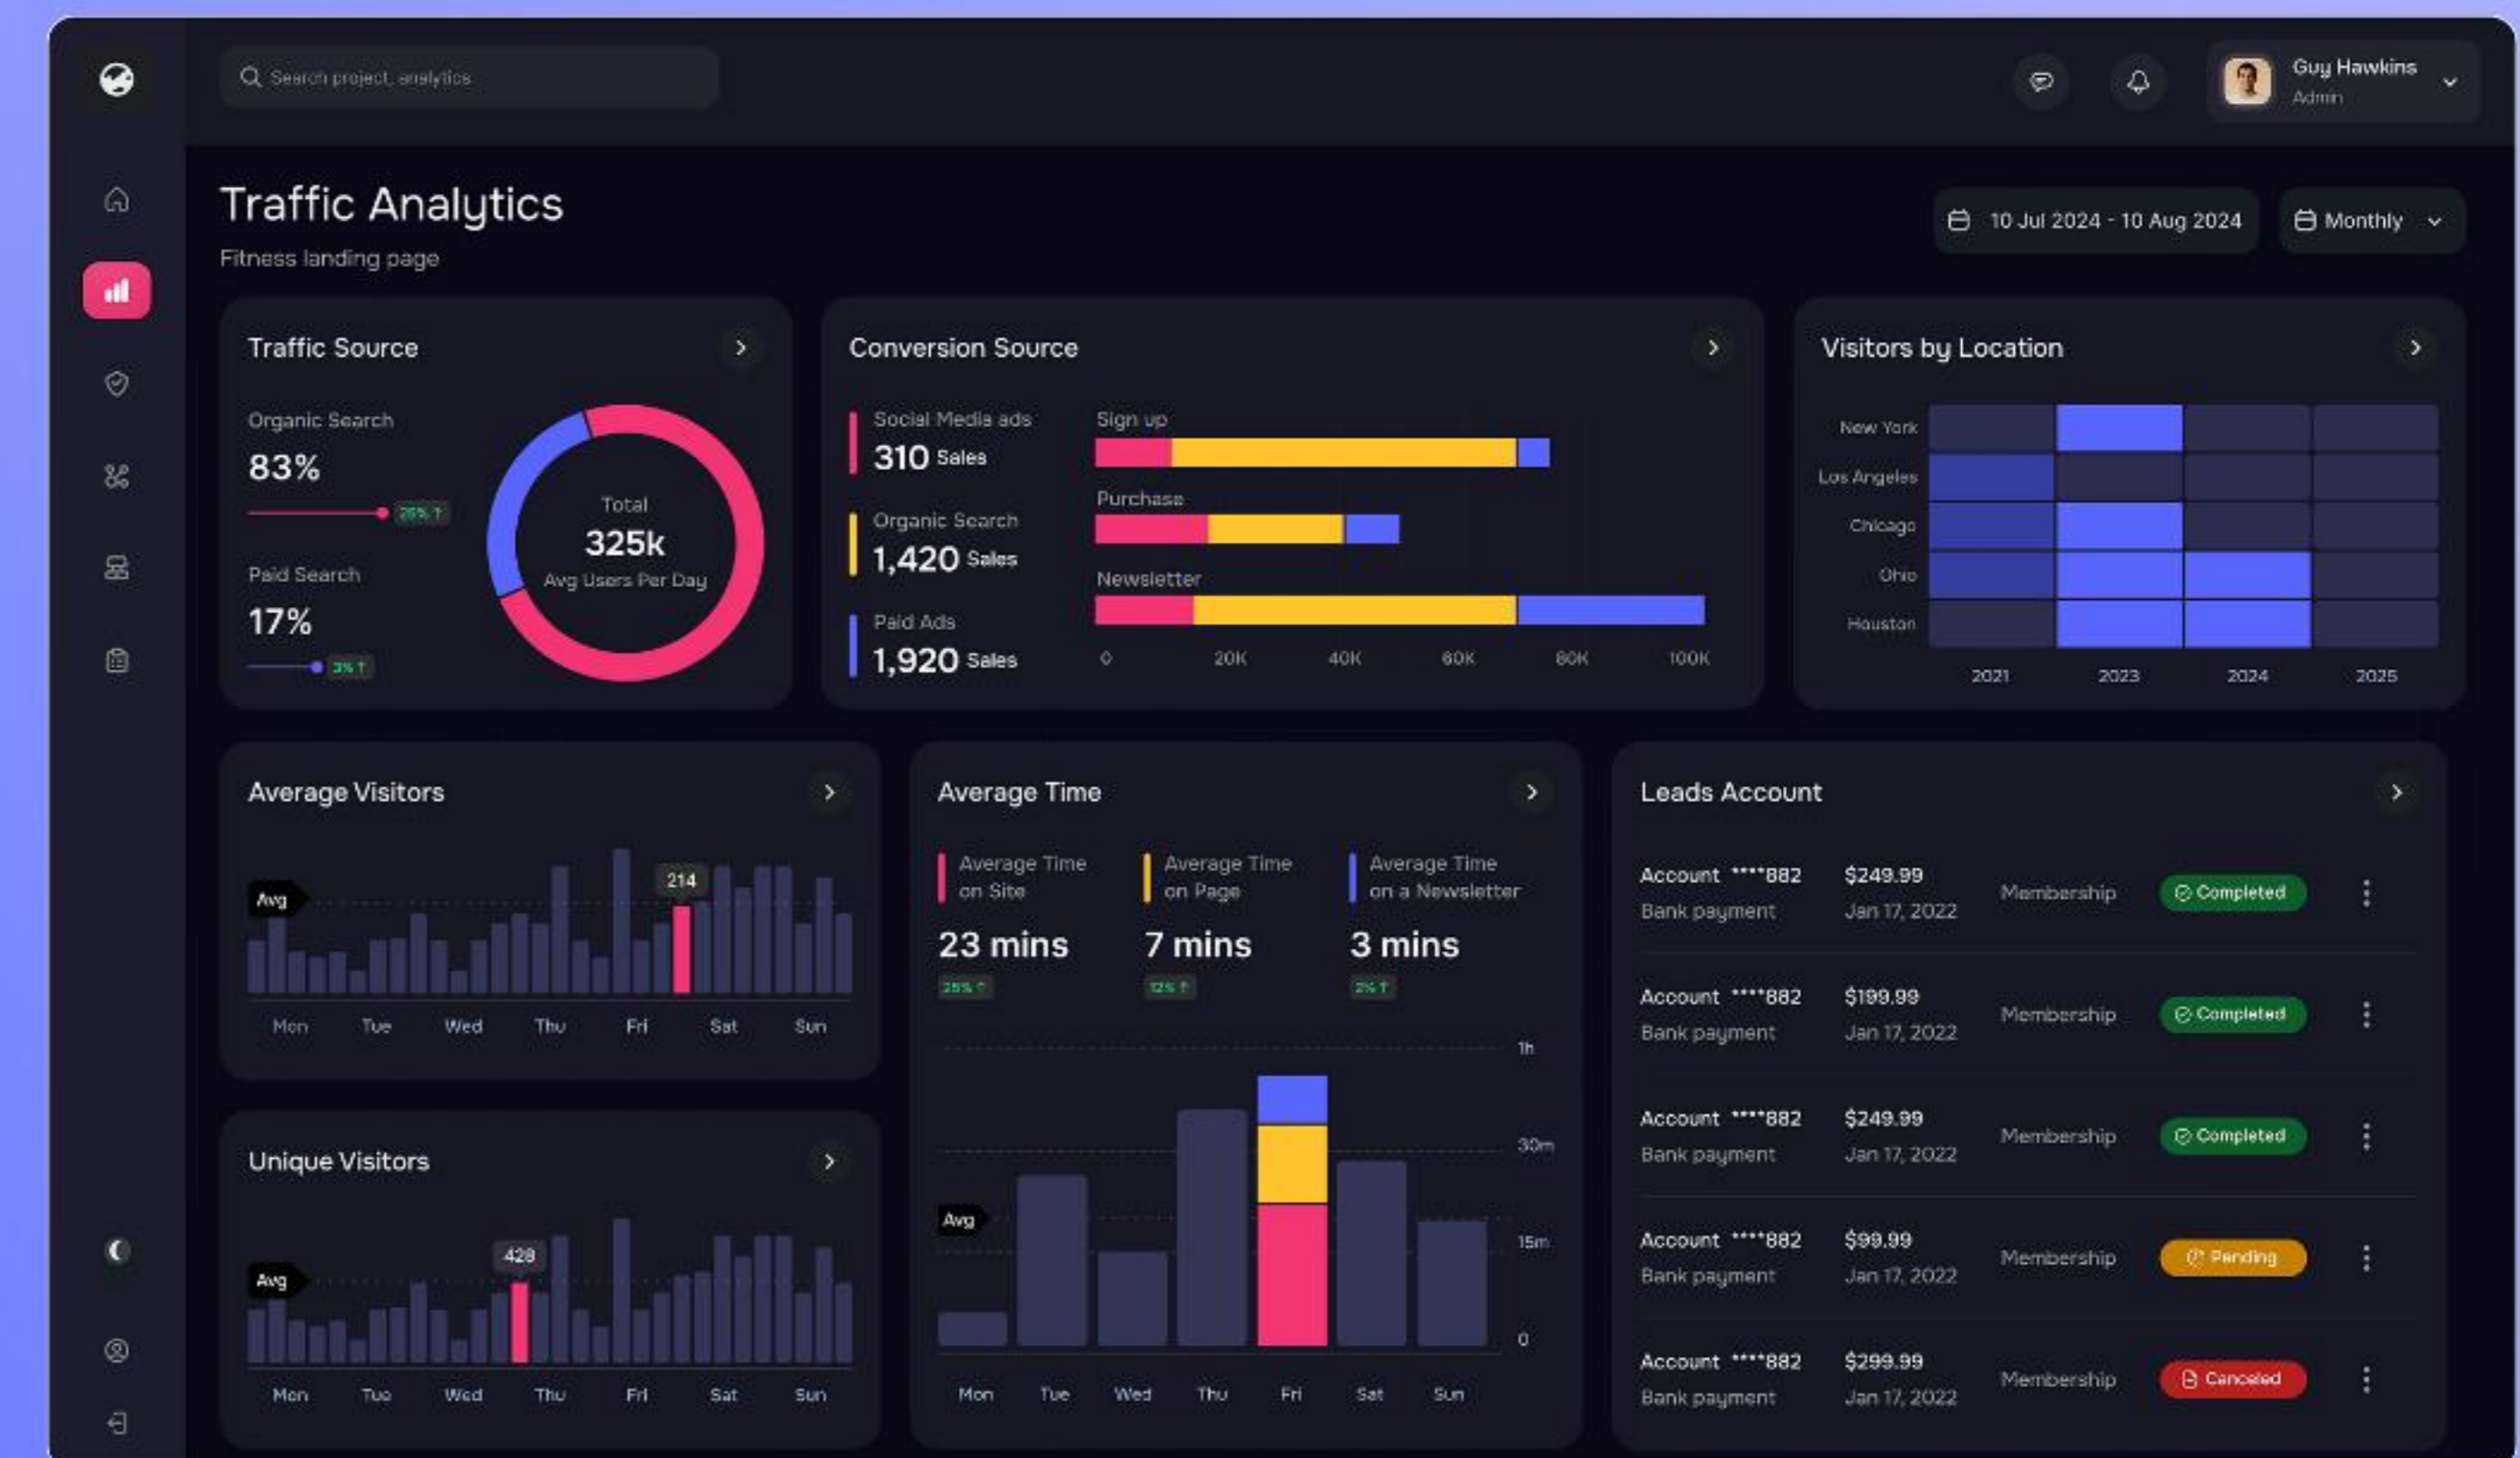 Search project, analytics
Guy Hawkins
Admin
Traffic Analytics
Fitness landing page
10 Jul 2024 - 10 Aug 2024
Monthly
Traffic Source
Organic Search
83%
25% ↑
Paid Search
17%
3% ↑
Total
325k
Avg Users Per Day
Conversion Source
Social Media ads
310 Sales
Organic Search
1,420 Sales
Paid Ads
1,920 Sales
Sign up
Purchase
Newsletter
0 20K 40K 60K 80K 100K
Visitors by Location
New York
Los Angeles
Chicago
Ohio
Houston
2021 2023 2024 2025
Average Visitors
Avg
214
Mon Tue Wed Thu Fri Sat Sun
Unique Visitors
Avg
428
Mon Tue Wed Thu Fri Sat Sun
Average Time
Average Time
on Site
23 mins
25% ↑
Average Time
on Page
7 mins
12% ↑
Average Time
on a Newsletter
3 mins
2% ↑
1h
30m
Avg
15m
0
Mon Tue Wed Thu Fri Sat Sun
Leads Account
Account ****882 $249.99
Membership Completed
Bank payment Jan 17, 2022
Account ****882 $199.99
Membership Completed
Bank payment Jan 17, 2022
Account ****882 $249.99
Membership Completed
Bank payment Jan 17, 2022
Account ****882 $99.99
Membership Pending
Bank payment Jan 17, 2022
Account ****882 $299.99
Membership Canceled
Bank payment Jan 17, 2022